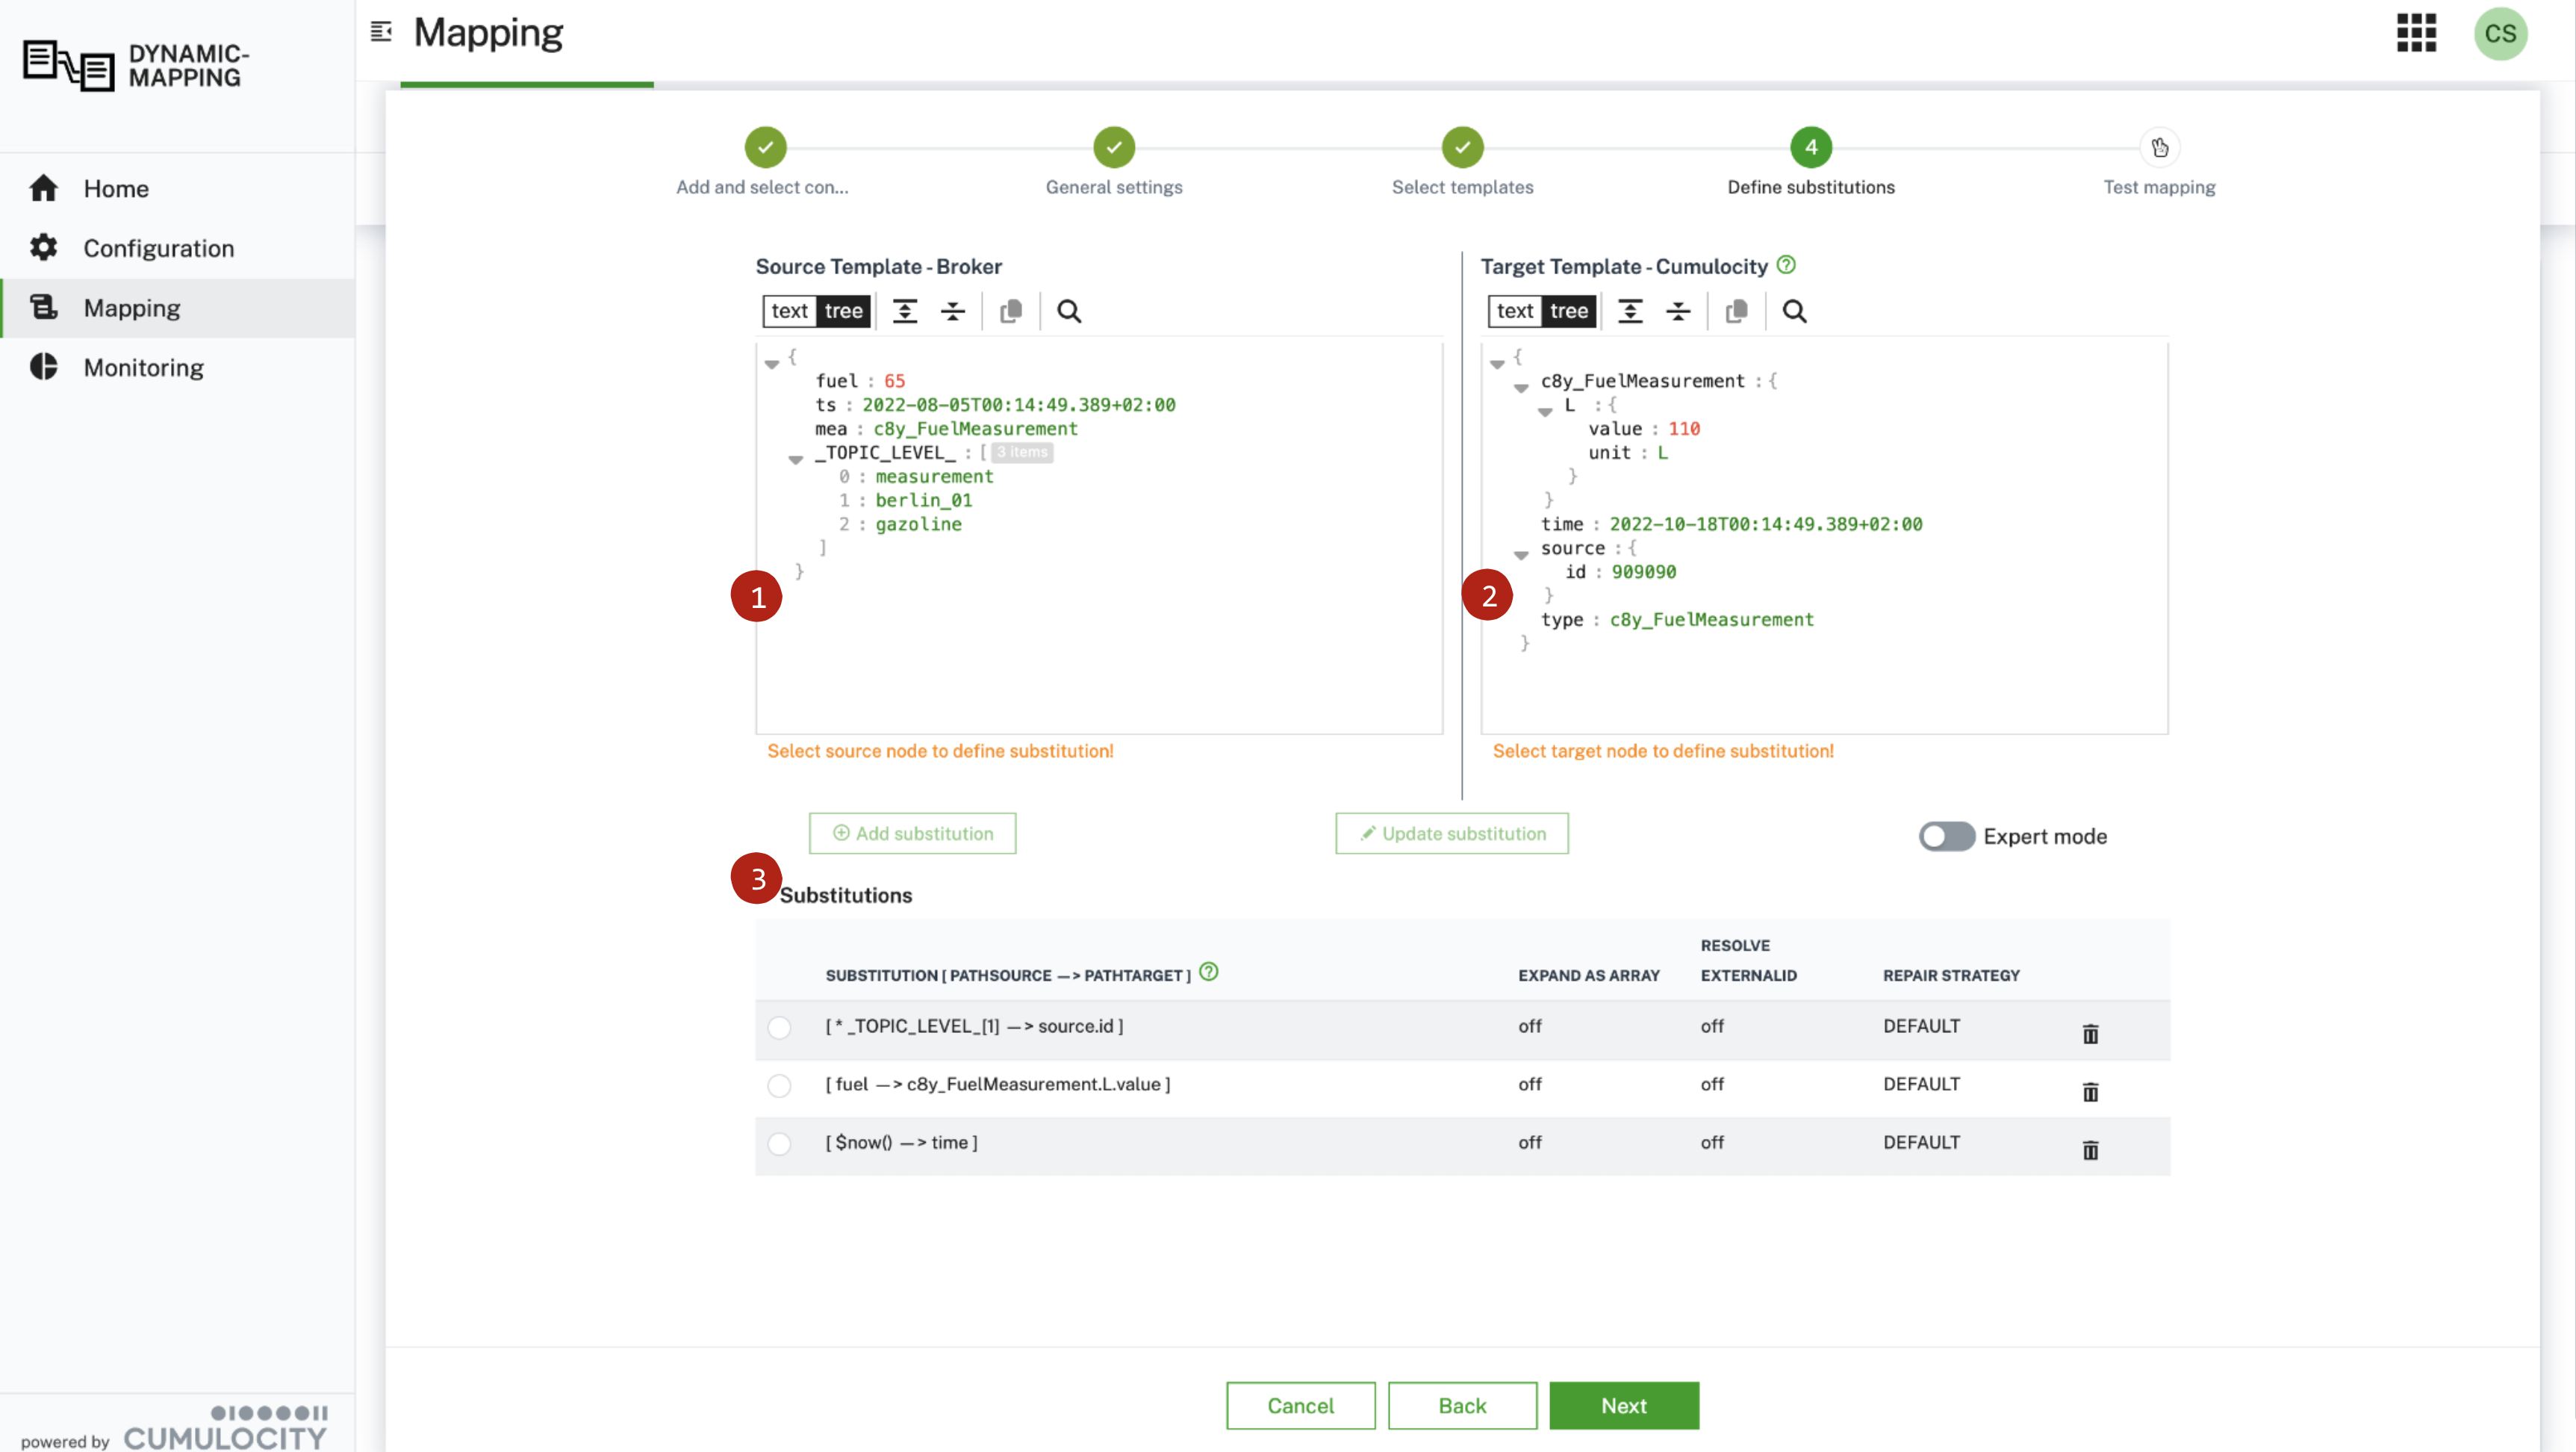 DYNAMIC-
MAPPING
Mapping
CS
Home
Configuration
Mapping
Monitoring
4
Add and select con...
General settings
Select templates
Define substitutions
Test mapping
Source Template - Broker
text tree
{
fuel : 65
ts : 2022-08-05T00:14:49.389+02:00
mea : c8y_FuelMeasurement
_TOPIC_LEVEL_ : [ 3 items
0 : measurement
1 : berlin_01
2 : gazoline
]
}
1
Select source node to define substitution!
Target Template - Cumulocity ?
text tree
{
c8y_FuelMeasurement : {
L : {
value : 110
unit : L
}
}
time : 2022-10-18T00:14:49.389+02:00
source : {
id : 909090
}
type : c8y_FuelMeasurement
}
2
Select target node to define substitution!
Add substitution
Update substitution
Expert mode
3
Substitutions
SUBSTITUTION [ PATHSOURCE —> PATHTARGET ] ?
EXPAND AS ARRAY
RESOLVE
EXTERNALID
REPAIR STRATEGY
[ * _TOPIC_LEVEL_[1] —> source.id ] off off DEFAULT
[ fuel —> c8y_FuelMeasurement.L.value ] off off DEFAULT
[ $now() —> time ] off off DEFAULT
Cancel
Back
Next
powered by CUMULOCITY